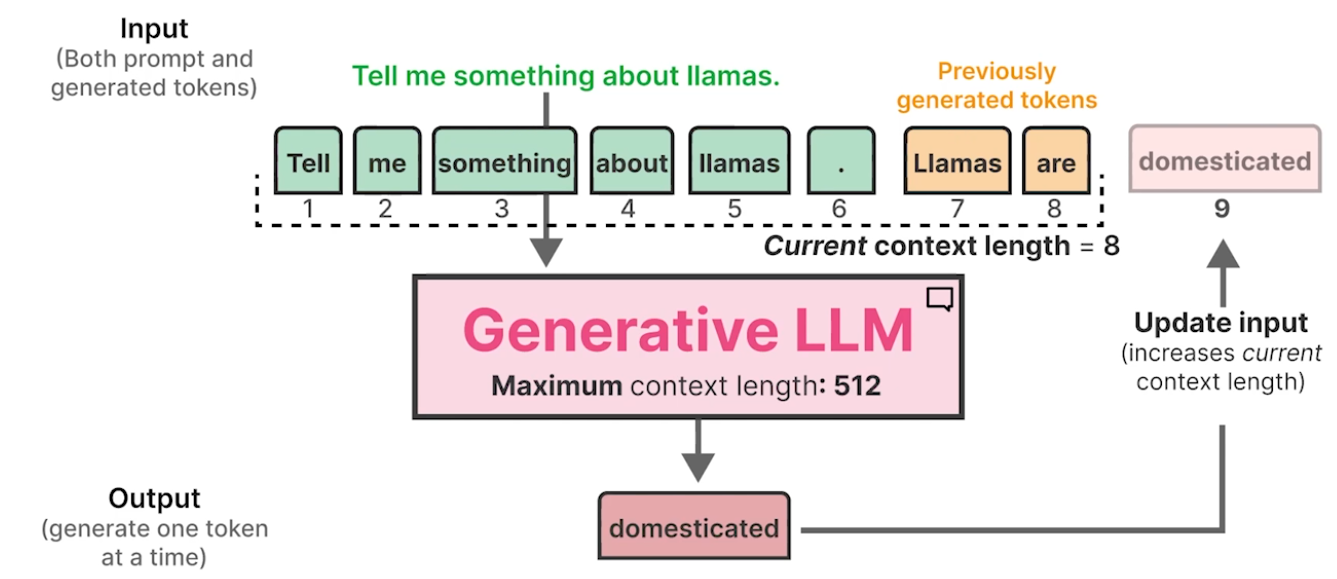 Input
(Both prompt and
generated tokens)
Tell me something about llamas.
Previously
generated tokens
Tell me something about llamas . Llamas are domesticated
1 2 3 4 5 6 7 8 9
Current context length = 8
Generative LLM
Maximum context length: 512
Update input
(increases current
context length)
Output
(generate one token
at a time)
domesticated